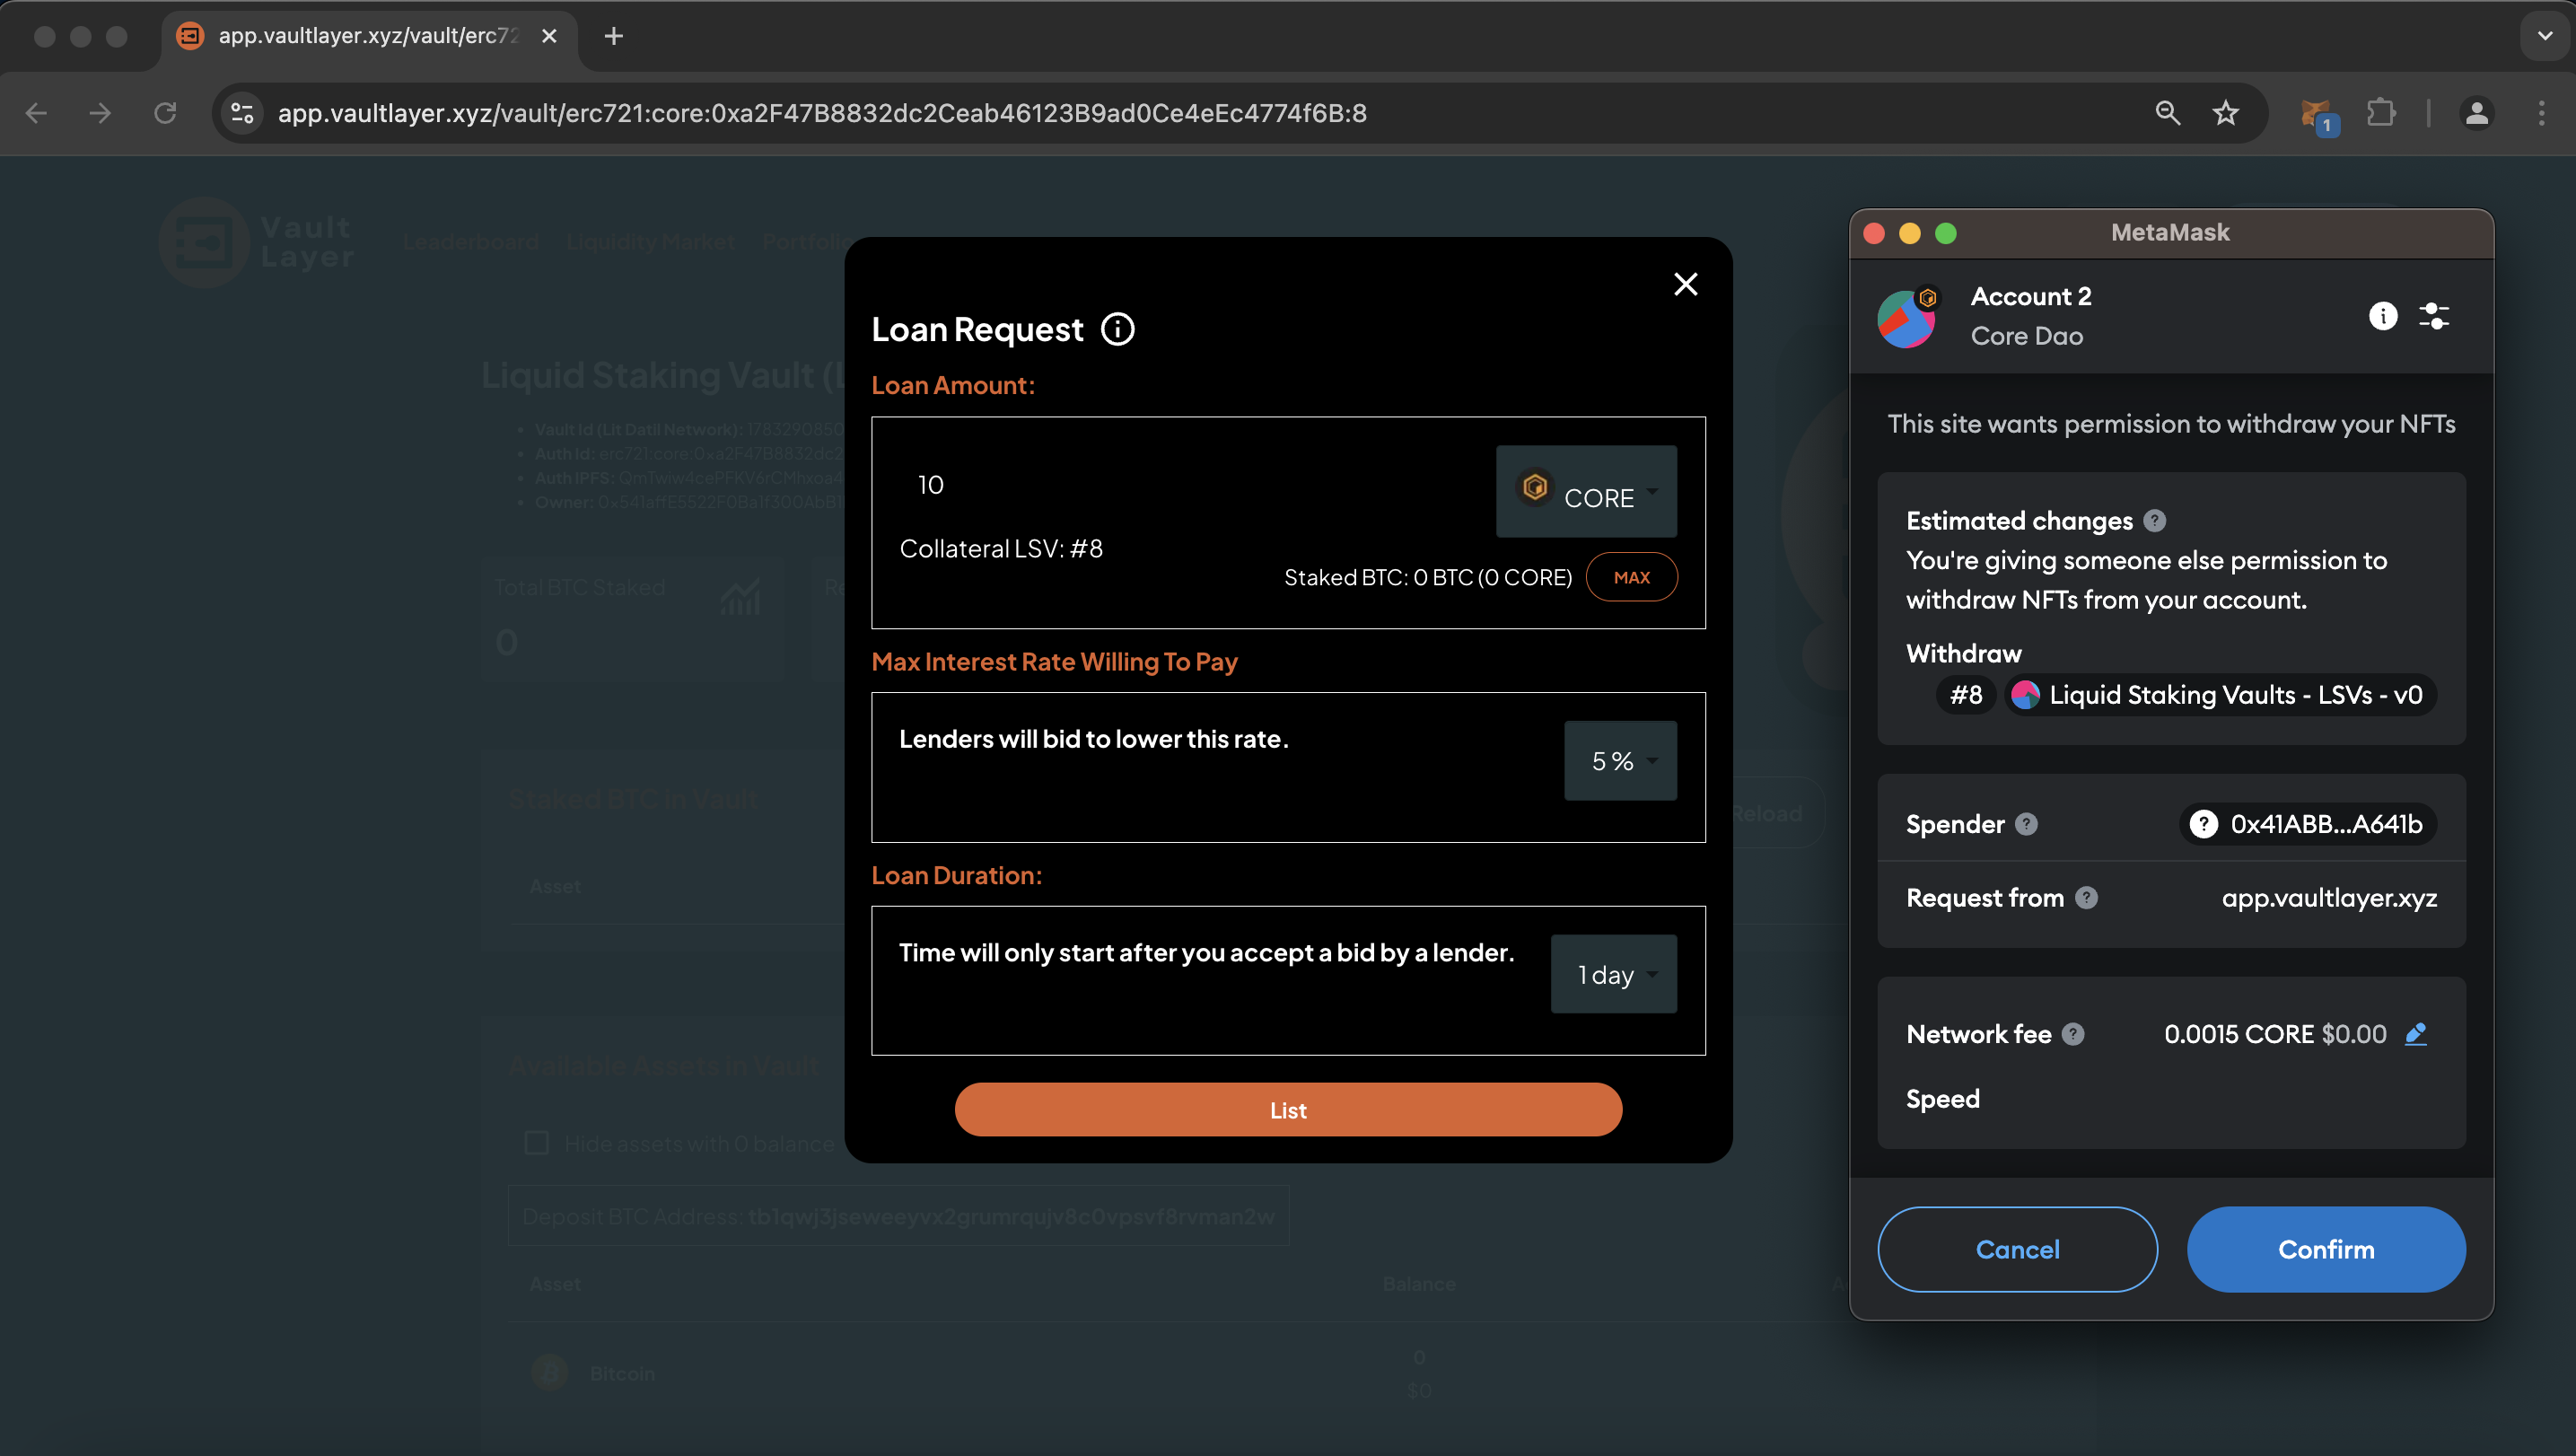 app.vaultlayer.xyz/vault/erc72
app.vaultlayer.xyz/vault/erc721:core:0xa2F47B8832dc2Ceab46123B9ad0Ce4eEc4774f6B:8
1
Vault
Layer
Leaderboard
Liquidity Market
Portfolio
Liquid Staking Vault (L
Vault Id (Lit Datil Network): 1783290850
Auth Id: erc721:core:0xa2F47B8832dc2
Auth IPFS: QmTwiw4cePFKV6rCMhxoa4
Owner: 0x541affE5522F0Ba1f300AbB1
Total BTC Staked
0
Re
Staked BTC in Vault
Reload
Asset
Available Assets in Vault
Hide assets with 0 balance
Deposit BTC Address: tb1qwj3jseweeyvx2grumrqujv8c0vpsvf8rvman2w
Asset
Balance
A
Bitcoin
0
$0
Loan Request
Loan Amount:
10
CORE
Collateral LSV: #8
Staked BTC: 0 BTC (0 CORE)
MAX
Max Interest Rate Willing To Pay
Lenders will bid to lower this rate.
5 %
Loan Duration:
Time will only start after you accept a bid by a lender.
1 day
List
MetaMask
Account 2
Core Dao
This site wants permission to withdraw your NFTs
Estimated changes
You're giving someone else permission to
withdraw NFTs from your account.
Withdraw
#8
Liquid Staking Vaults - LSVs - v0
Spender
0x41ABB...A641b
Request from
app.vaultlayer.xyz
Network fee
0.0015 CORE $0.00
Speed
Cancel
Confirm